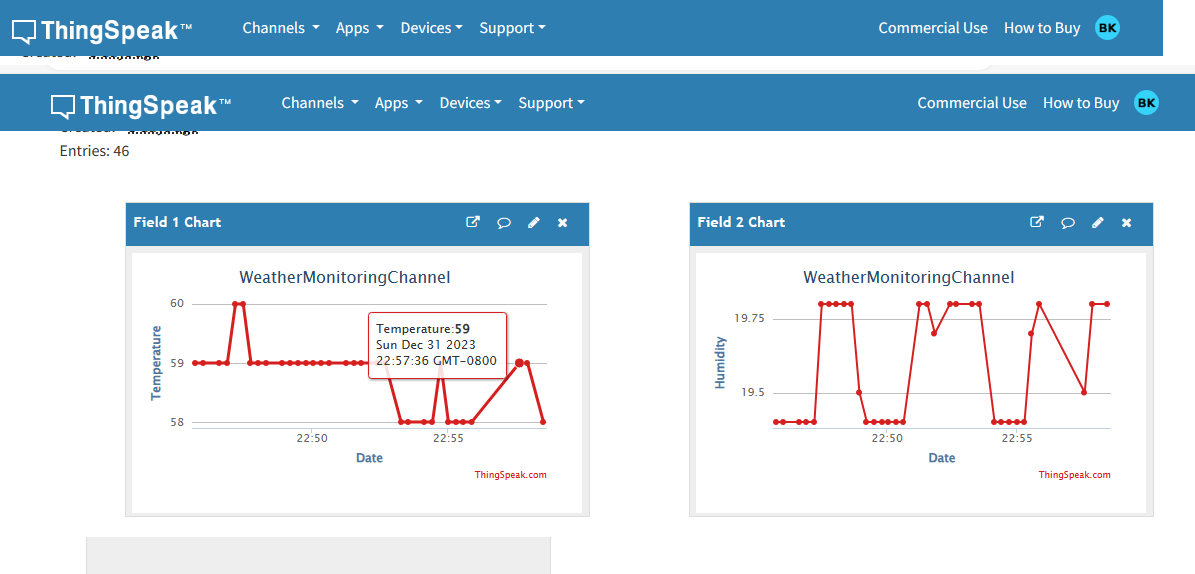 ThingSpeak™ Channels Apps Devices Support Commercial Use How to Buy BK
ThingSpeak™ Channels Apps Devices Support Commercial Use How to Buy BK
Entries: 46
Field 1 Chart
WeatherMonitoringChannel
60
59
58
Temperature
Temperature:59
Sun Dec 31 2023
22:57:36 GMT-0800
22:50 22:55
Date
ThingSpeak.com
Field 2 Chart
WeatherMonitoringChannel
19.75
19.5
Humidity
22:50 22:55
Date
ThingSpeak.com